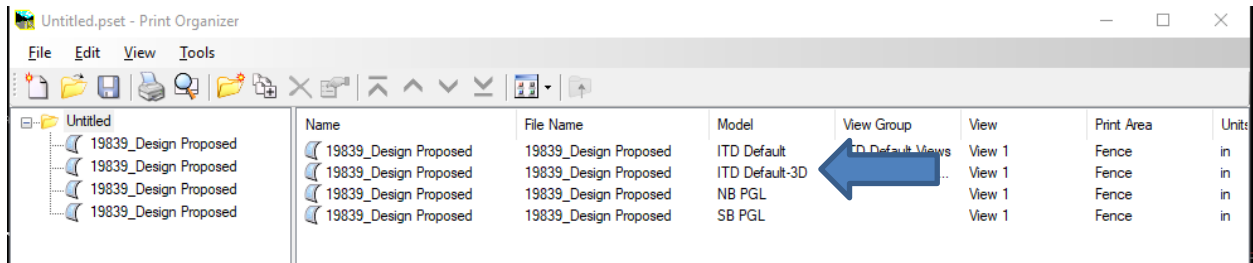 Untitled.pset - Print Organizer
File Edit View Tools
Untitled
19839_Design Proposed
19839_Design Proposed
19839_Design Proposed
19839_Design Proposed
Name File Name Model View Group View Print Area Units
19839_Design Proposed 19839_Design Proposed ITD Default Default Views View 1 Fence in
19839_Design Proposed 19839_Design Proposed ITD Default-3D ... View 1 Fence in
19839_Design Proposed 19839_Design Proposed NB PGL View 1 Fence in
19839_Design Proposed 19839_Design Proposed SB PGL View 1 Fence in